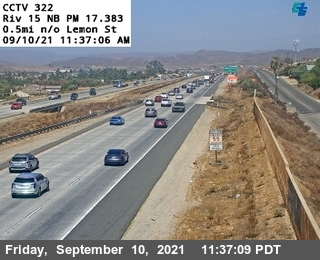 CCTV 322
Riv 15 NB PM 17.383
0.5mi n/o Lemon St
09/10/21 11:37:06 AM
Friday, September 10, 2021 11:37:09 PDT